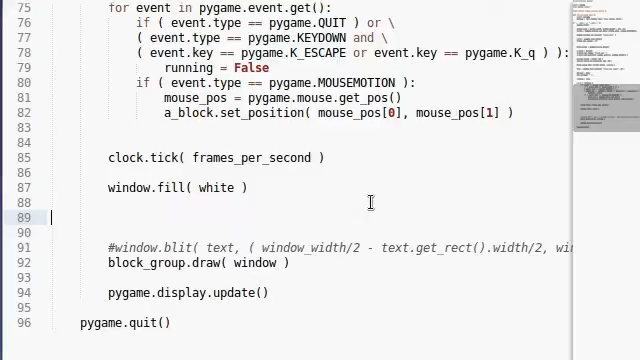 75 for event in pygame.event.get():
76 if ( event.type == pygame.QUIT ) or \
77 ( event.type == pygame.KEYDOWN and \
78 ( event.key == pygame.K_ESCAPE or event.key == pygame.K_q ) ):
79 running = False
80 if ( event.type == pygame.MOUSEMOTION ):
81 mouse_pos = pygame.mouse.get_pos()
82 a_block.set_position( mouse_pos[0], mouse_pos[1] )
83
84
85 clock.tick( frames_per_second )
86
87 window.fill( white )
88
89
90
91 #window.blit( text, ( window_width/2 - text.get_rect().width/2, wi
92 block_group.draw( window )
93
94 pygame.display.update()
95
96 pygame.quit()